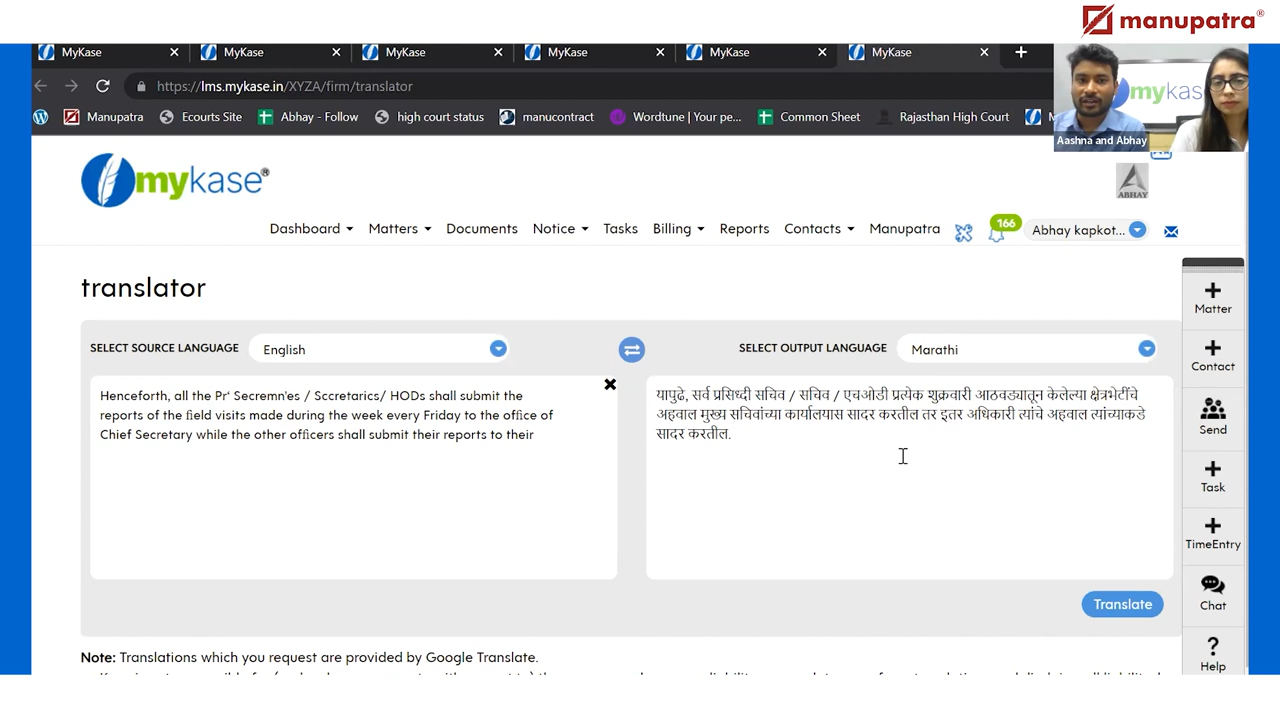 manupatra®
MyKase
MyKase
MyKase
MyKase
MyKase
MyKase
https://lms.mykase.in/XYZA/firm/translator
Manupatra
Ecourts Site
Abhay - Follow
high court status
manucontract
Wordtune | Your pe...
Common Sheet
Rajasthan High Court
mykas
Aashna and Abhay
mykase®
ABHAY
Dashboard
Matters
Documents
Notice
Tasks
Billing
Reports
Contacts
Manupatra
166
Abhay kapkot...
translator
SELECT SOURCE LANGUAGE
English
SELECT OUTPUT LANGUAGE
Marathi
Henceforth, all the Pr‘ Secremn'es / Sccretarics/ HODs shall submit the
reports of the field visits made during the week every Friday to the office of
Chief Secretary while the other officers shall submit their reports to their
यापुढे, सर्व प्रसिध्दी सचिव / सचिव / एचओडी प्रत्येक शुक्रवारी आठवड्यातून केलेल्या क्षेत्रभेटींचे
अहवाल मुख्य सचिवांच्या कार्यालयास सादर करतील तर इतर अधिकारी त्यांचे अहवाल त्यांच्याकडे
सादर करतील.
Translate
Matter
Contact
Send
Task
TimeEntry
Chat
Help
Note: Translations which you request are provided by Google Translate.